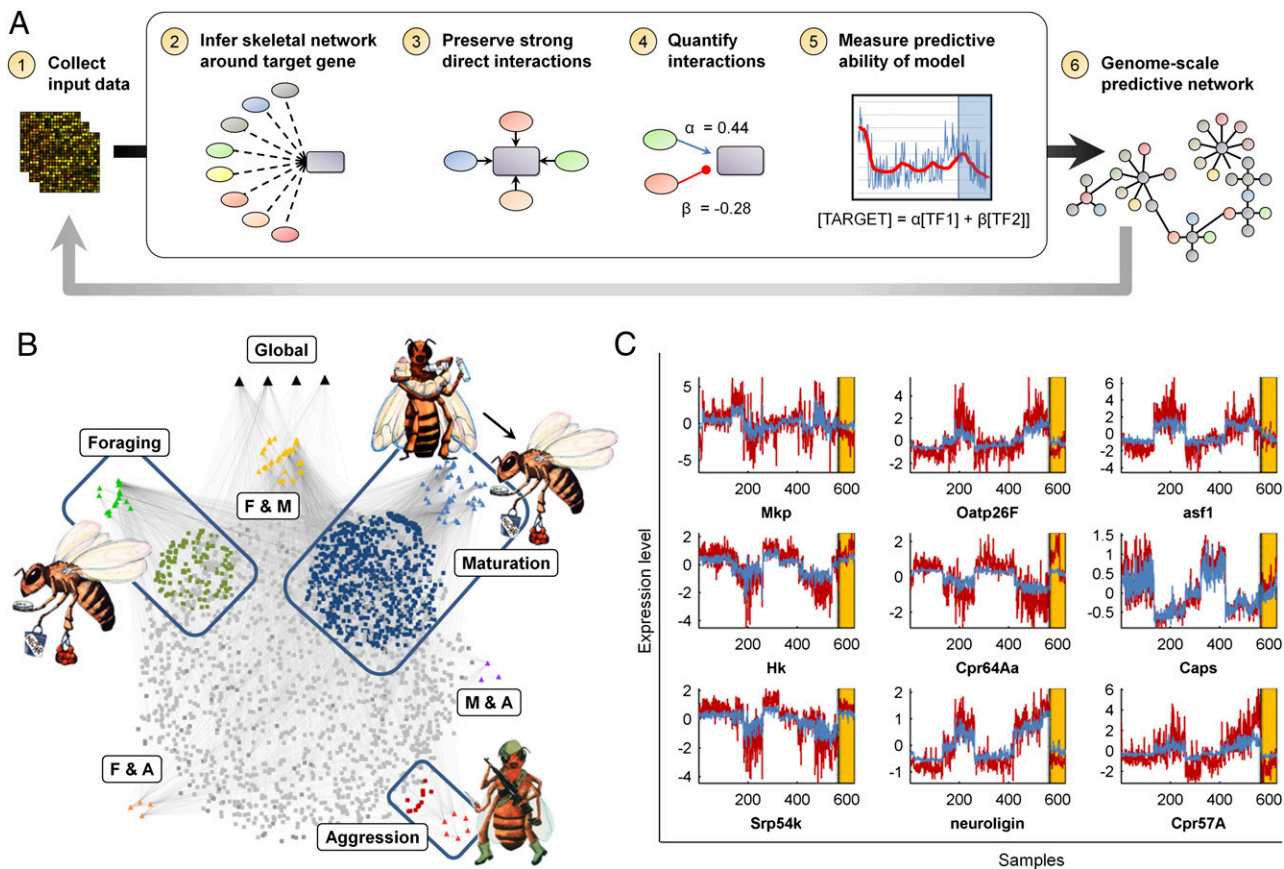 A
1 Collect
input data
2 Infer skeletal network
around target gene
3 Preserve strong
direct interactions
4 Quantify
interactions
α = 0.44
β = -0.28
5 Measure predictive
ability of model
[TARGET] = α[TF1] + β[TF2]]
6 Genome-scale
predictive network
B
Global
Foraging
F & M
Maturation
M & A
F & A
Aggression
C
Expression level
5
0
-5
200 400 600
Mkp
4
2
0
-2
200 400 600
Oatp26F
6
4
2
0
-2
-4
200 400 600
asf1
2
0
-2
-4
200 400 600
Hk
2
0
-2
200 400 600
Cpr64Aa
1.5
1
0.5
0
-0.5
200 400 600
Caps
2
0
-2
-4
200 400 600
Srp54k
2
1
0
-1
200 400 600
neuroligin
6
4
2
0
-2
200 400 600
Cpr57A
Samples